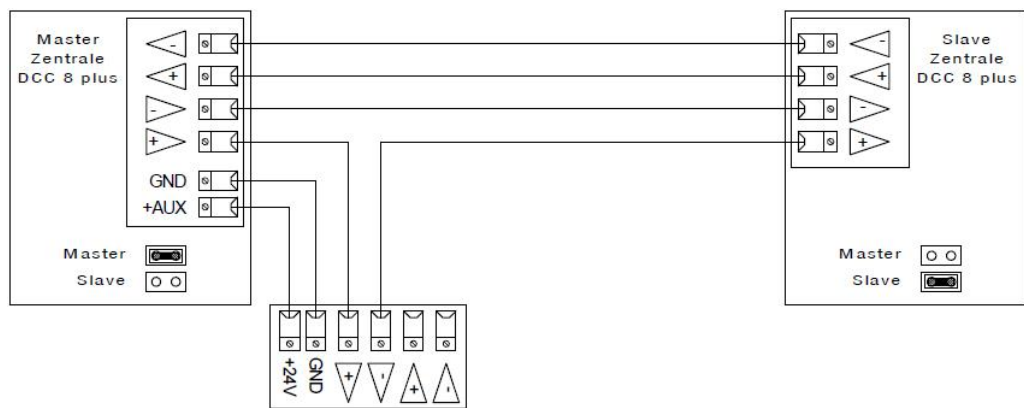 Master
Zentrale
DCC 8 plus
-
+
-
+
GND
+AUX
Master
Slave
Slave
Zentrale
DCC 8 plus
-
+
-
+
Master
Slave
+24V
GND
+
-
+
-